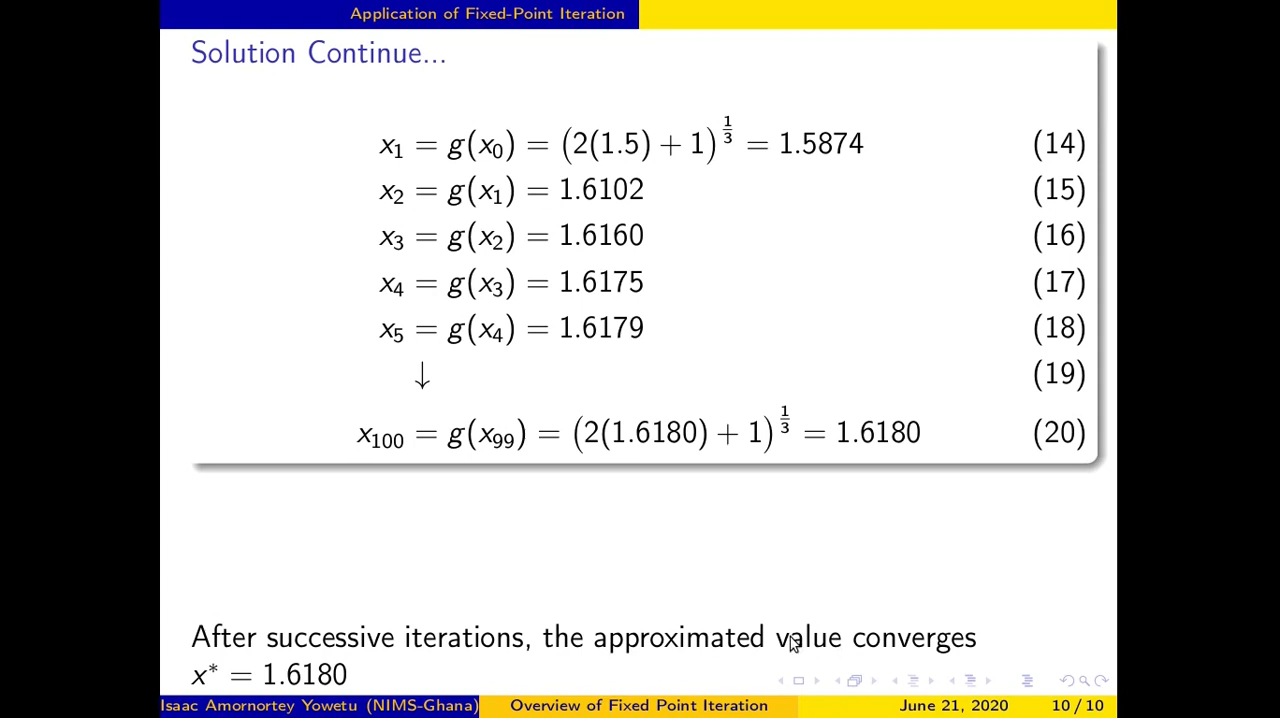 Application of Fixed-Point Iteration
Solution Continue...
x₁ = g(x₀) = (2(1.5) + 1)^(1/3) = 1.5874 (14)
x₂ = g(x₁) = 1.6102 (15)
x₃ = g(x₂) = 1.6160 (16)
x₄ = g(x₃) = 1.6175 (17)
x₅ = g(x₄) = 1.6179 (18)
↓ (19)
x₁₀₀ = g(x₉₉) = (2(1.6180) + 1)^(1/3) = 1.6180 (20)
After successive iterations, the approximated value converges
x* = 1.6180
Isaac Amornortey Yowetu (NIMS-Ghana) Overview of Fixed Point Iteration June 21, 2020 10 / 10